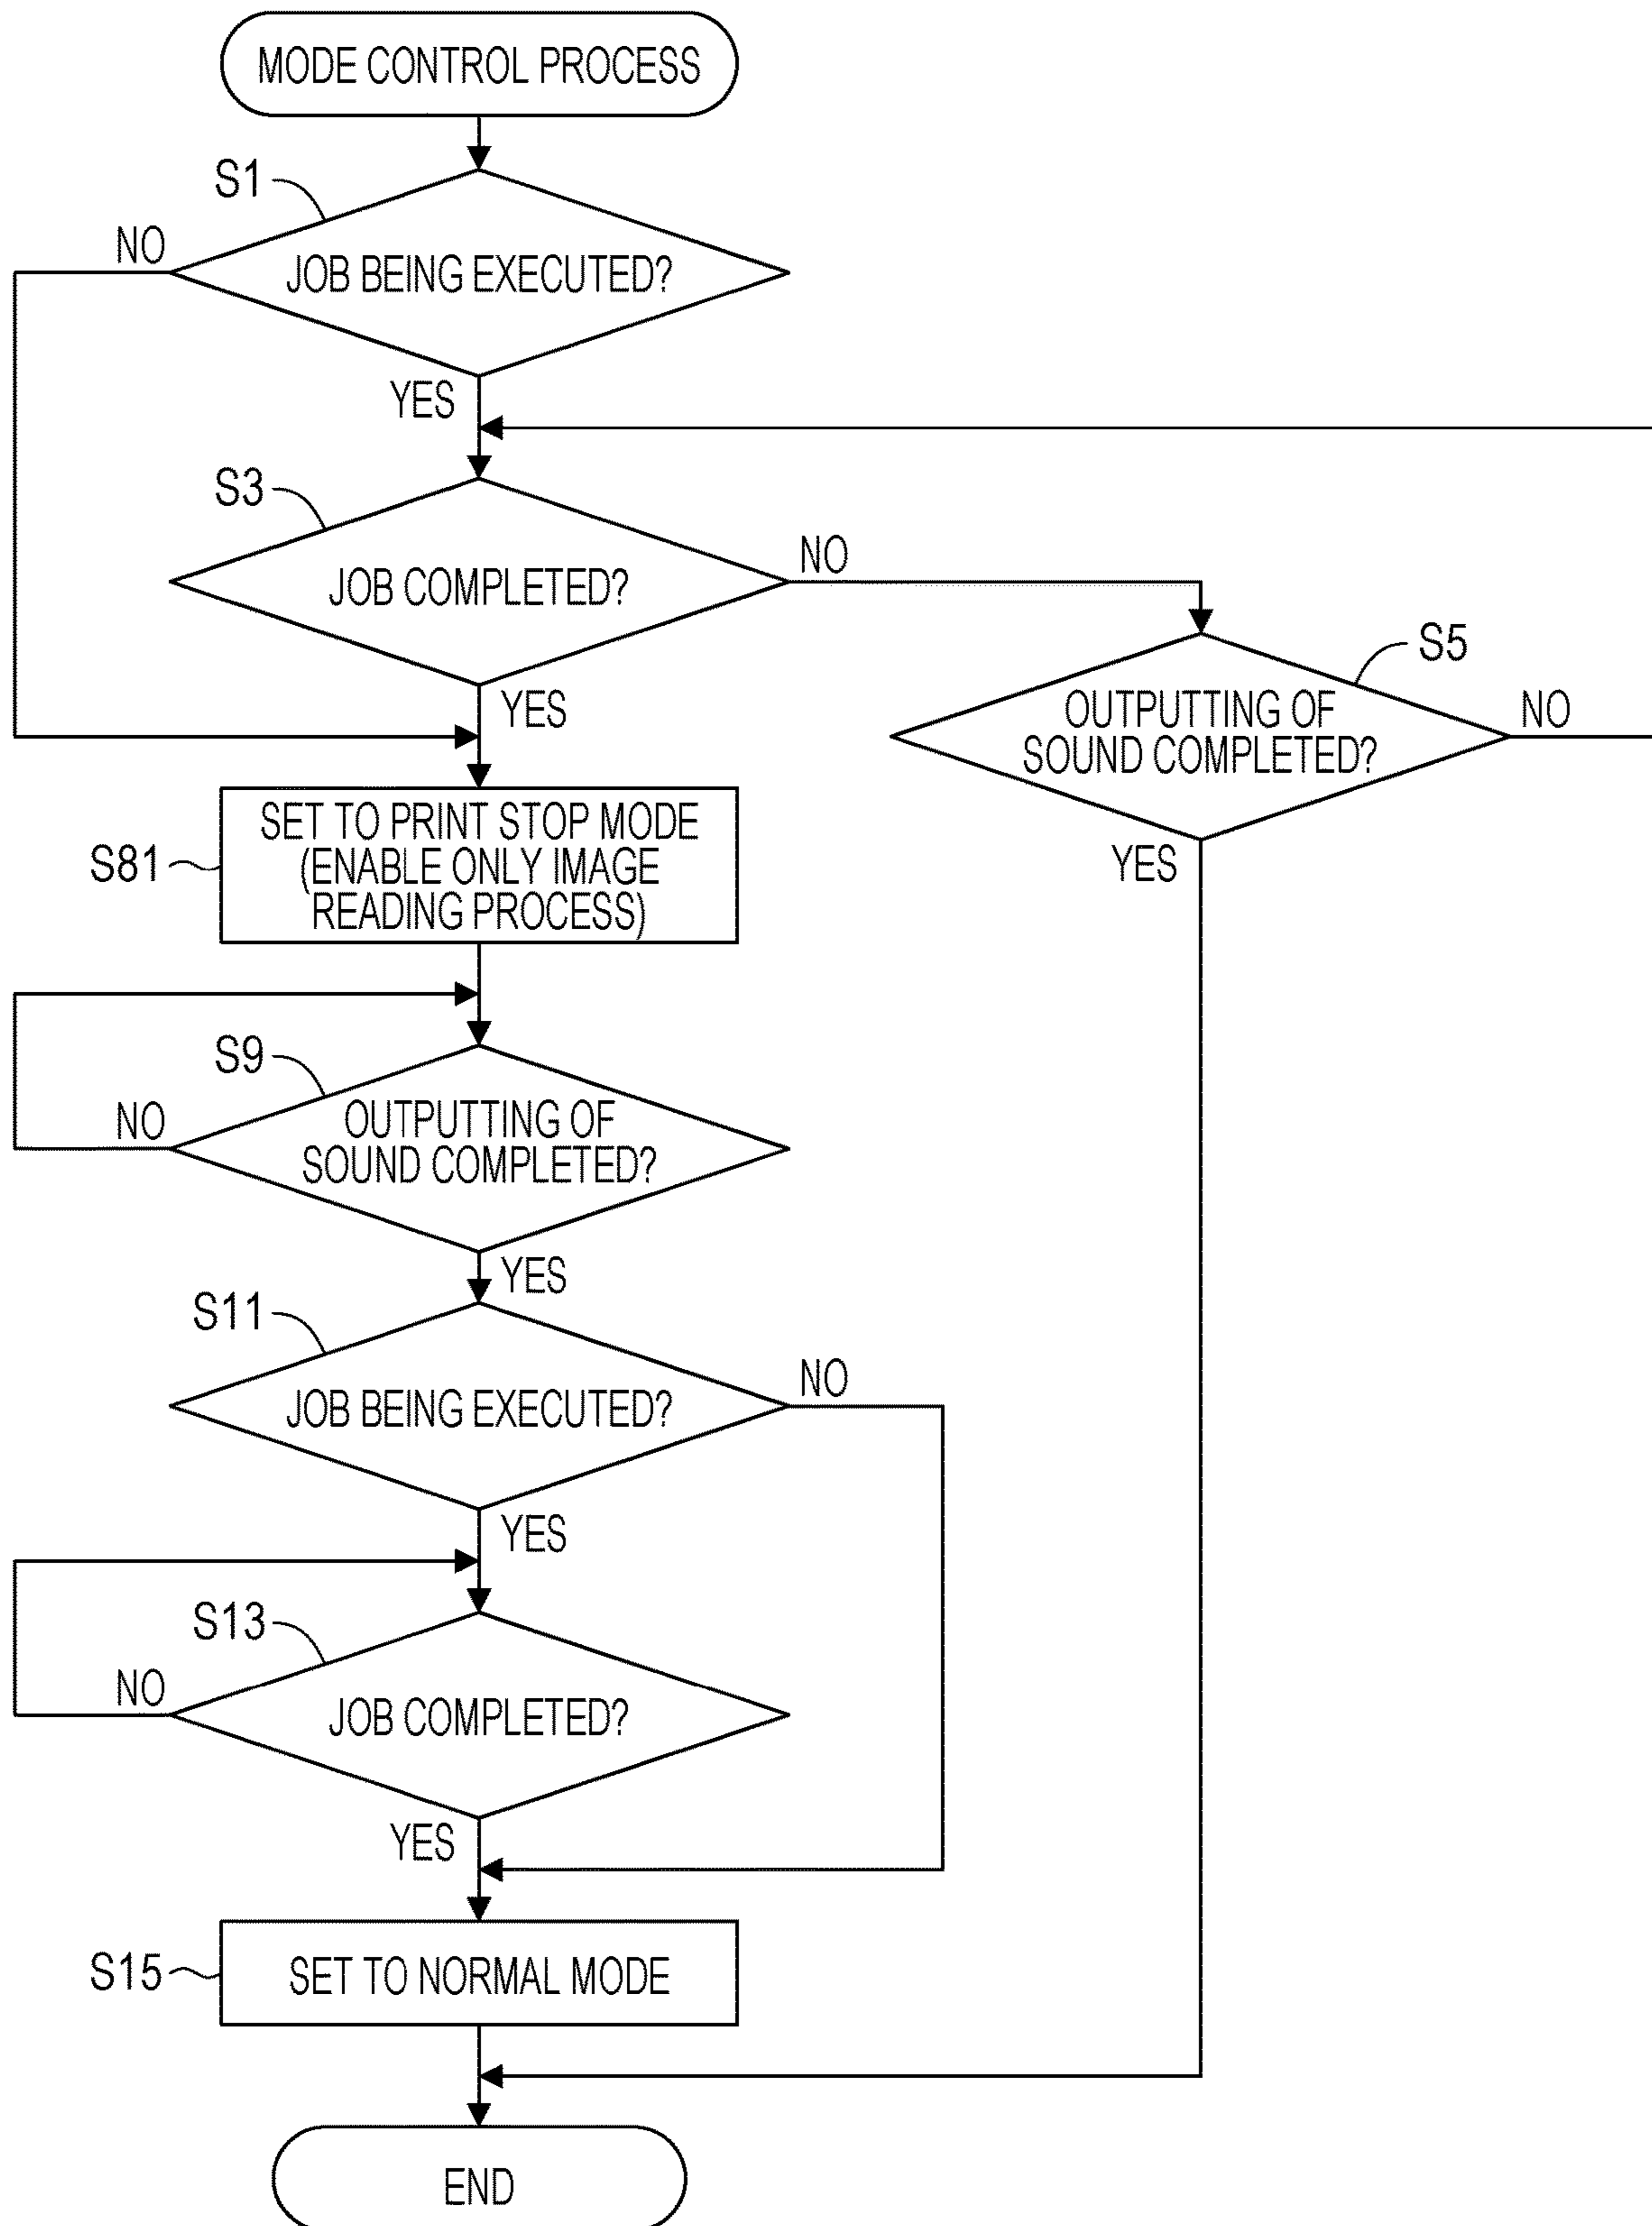 MODE CONTROL PROCESS
S1
NO
JOB BEING EXECUTED?
YES
S3
NO
JOB COMPLETED?
S5
YES
OUTPUTTING OF
SOUND COMPLETED?
NO
YES
S81
SET TO PRINT STOP MODE
(ENABLE ONLY IMAGE
READING PROCESS)
S9
NO
OUTPUTTING OF
SOUND COMPLETED?
YES
S11
NO
JOB BEING EXECUTED?
YES
S13
NO
JOB COMPLETED?
YES
S15
SET TO NORMAL MODE
END